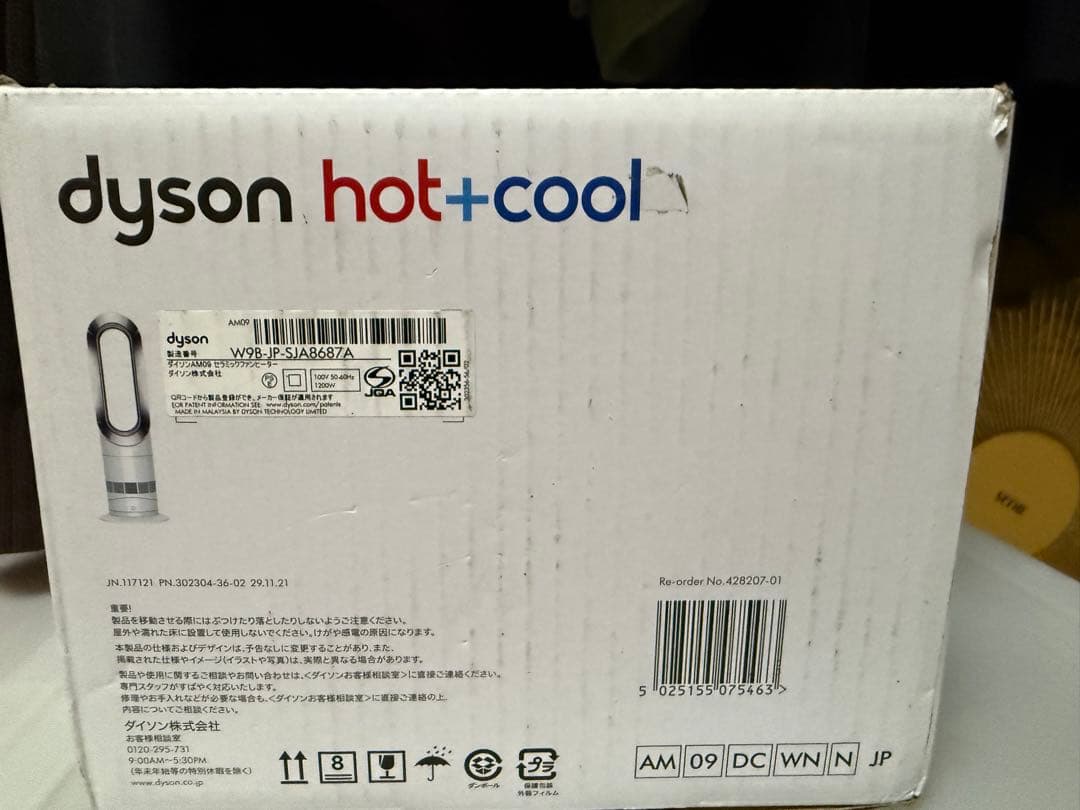 dyson hot+cool
AM09
dyson
製造番号 W9B-JP-SJA8687A
ダイソンAM09 セラミックファンヒーター
ダイソン株式会社
100V 50-60Hz
1200W
JQA
QRコードから製品登録ができ、メーカー保証が適用されます
FOR PATENT INFORMATION SEE: www.dyson.com/patents
MADE IN MALAYSIA BY DYSON TECHNOLOGY LIMITED
JN.117121 PN.302304-36-02 29.11.21
Re-order No.428207-01
重要!
製品を移動させる際にはぶつけたり落としたりしないようご注意ください。
屋外や濡れた床に設置して使用しないでください。けがや感電の原因になります。
本製品の仕様およびデザインは、予告なしに変更することがあり、また、
掲載された仕様やイメージ(イラストや写真)は、実際と異なる場合があります。
製品や使用に関するご相談やお問い合わせは、<ダイソンお客様相談室>に直接ご連絡ください。
専門スタッフがすばやく対応いたします。
修理やお手入れなどが必要な場合も、<ダイソンお客様相談室>に直接ご連絡の上、
内容についてご相談ください。
5 025155 075463 >
ダイソン株式会社
お客様相談室
0120-295-731
9:00AM～5:30PM
(年末年始等の特別休暇を除く)
www.dyson.co.jp
8
ダンボール
プラ
保護包装
外箱フィルム
AM 09 DC WN N JP